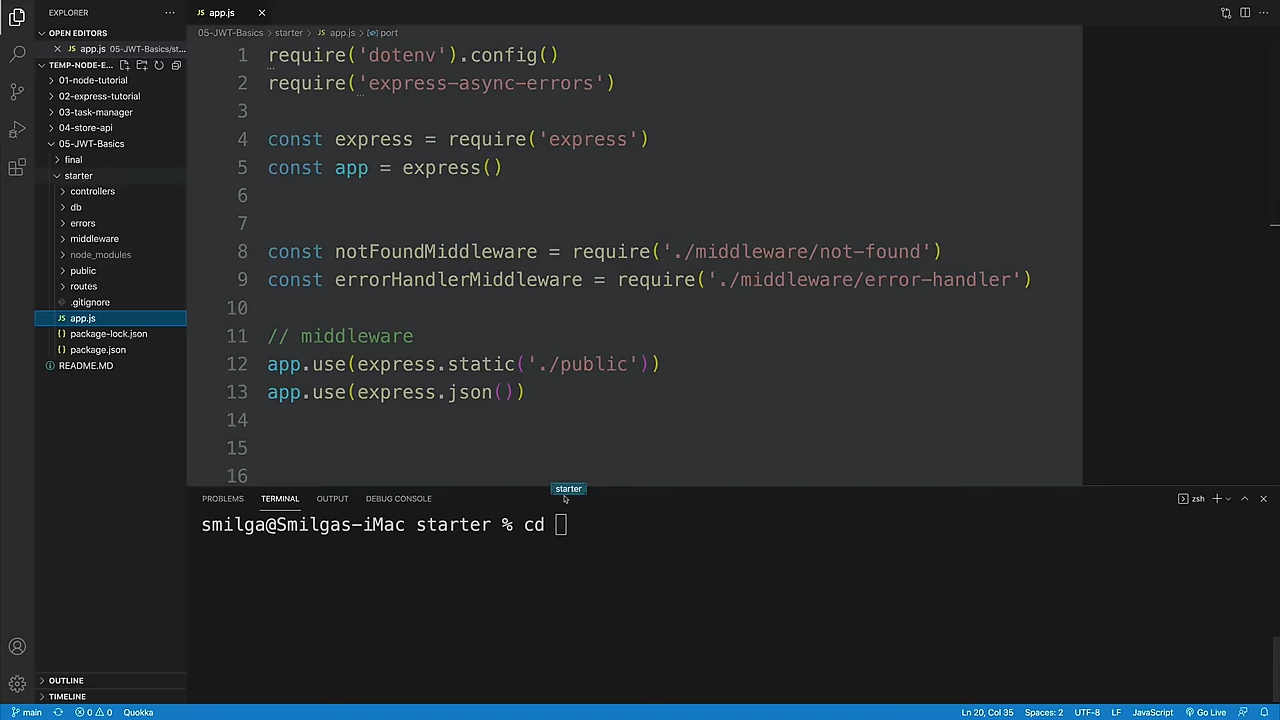 EXPLORER
OPEN EDITORS
app.js 05-JWT-Basics/st...
TEMP-NODE-E...
01-node-tutorial
02-express-tutorial
03-task-manager
04-store-api
05-JWT-Basics
final
starter
controllers
db
errors
middleware
node_modules
public
routes
.gitignore
JS app.js
package-lock.json
package.json
README.MD
OUTLINE
TIMELINE
JS app.js
05-JWT-Basics > starter > JS app.js > port
1 require('dotenv').config()
2 require('express-async-errors')
3
4 const express = require('express')
5 const app = express()
6
7
8 const notFoundMiddleware = require('./middleware/not-found')
9 const errorHandlerMiddleware = require('./middleware/error-handler')
10
11 // middleware
12 app.use(express.static('./public'))
13 app.use(express.json())
14
15
16
starter
PROBLEMS TERMINAL OUTPUT DEBUG CONSOLE zsh
smilga@Smilgas-iMac starter % cd
main 0 0 Quokka Ln 20, Col 35 Spaces: 2 UTF-8 LF JavaScript Go Live